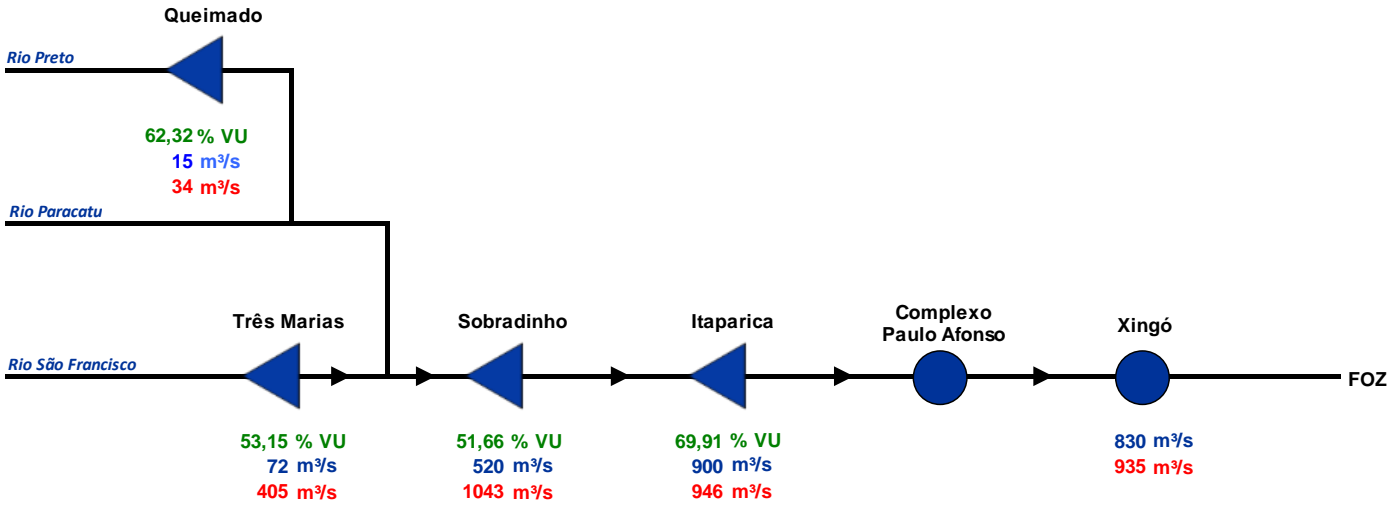 Queimado
Rio Preto
62,32 % VU
15 m³/s
34 m³/s
Rio Paracatu
Três Marias
Sobradinho
Itaparica
Complexo
Paulo Afonso
Xingó
Rio São Francisco
FOZ
53,15 % VU
72 m³/s
405 m³/s
51,66 % VU
520 m³/s
1043 m³/s
69,91 % VU
900 m³/s
946 m³/s
830 m³/s
935 m³/s